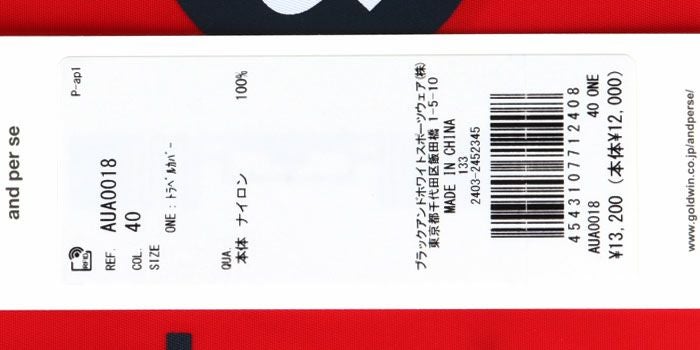 and per se
P-ap1
RFID
REF. AUA0018
COL. 40
SIZE
ONE : ﾄﾗﾍﾞﾙｶﾊﾞｰ
QUA.
本体 ナイロン 100%
ブラックアンドホワイトスポーツウェア(株)
東京都千代田区飯田橋 1-5-10
MADE IN CHINA
133
2403-2452345
4543107712408
AUA0018 40 ONE
¥13,200 (本体¥12,000)
www.goldwin.co.jp/andperse/